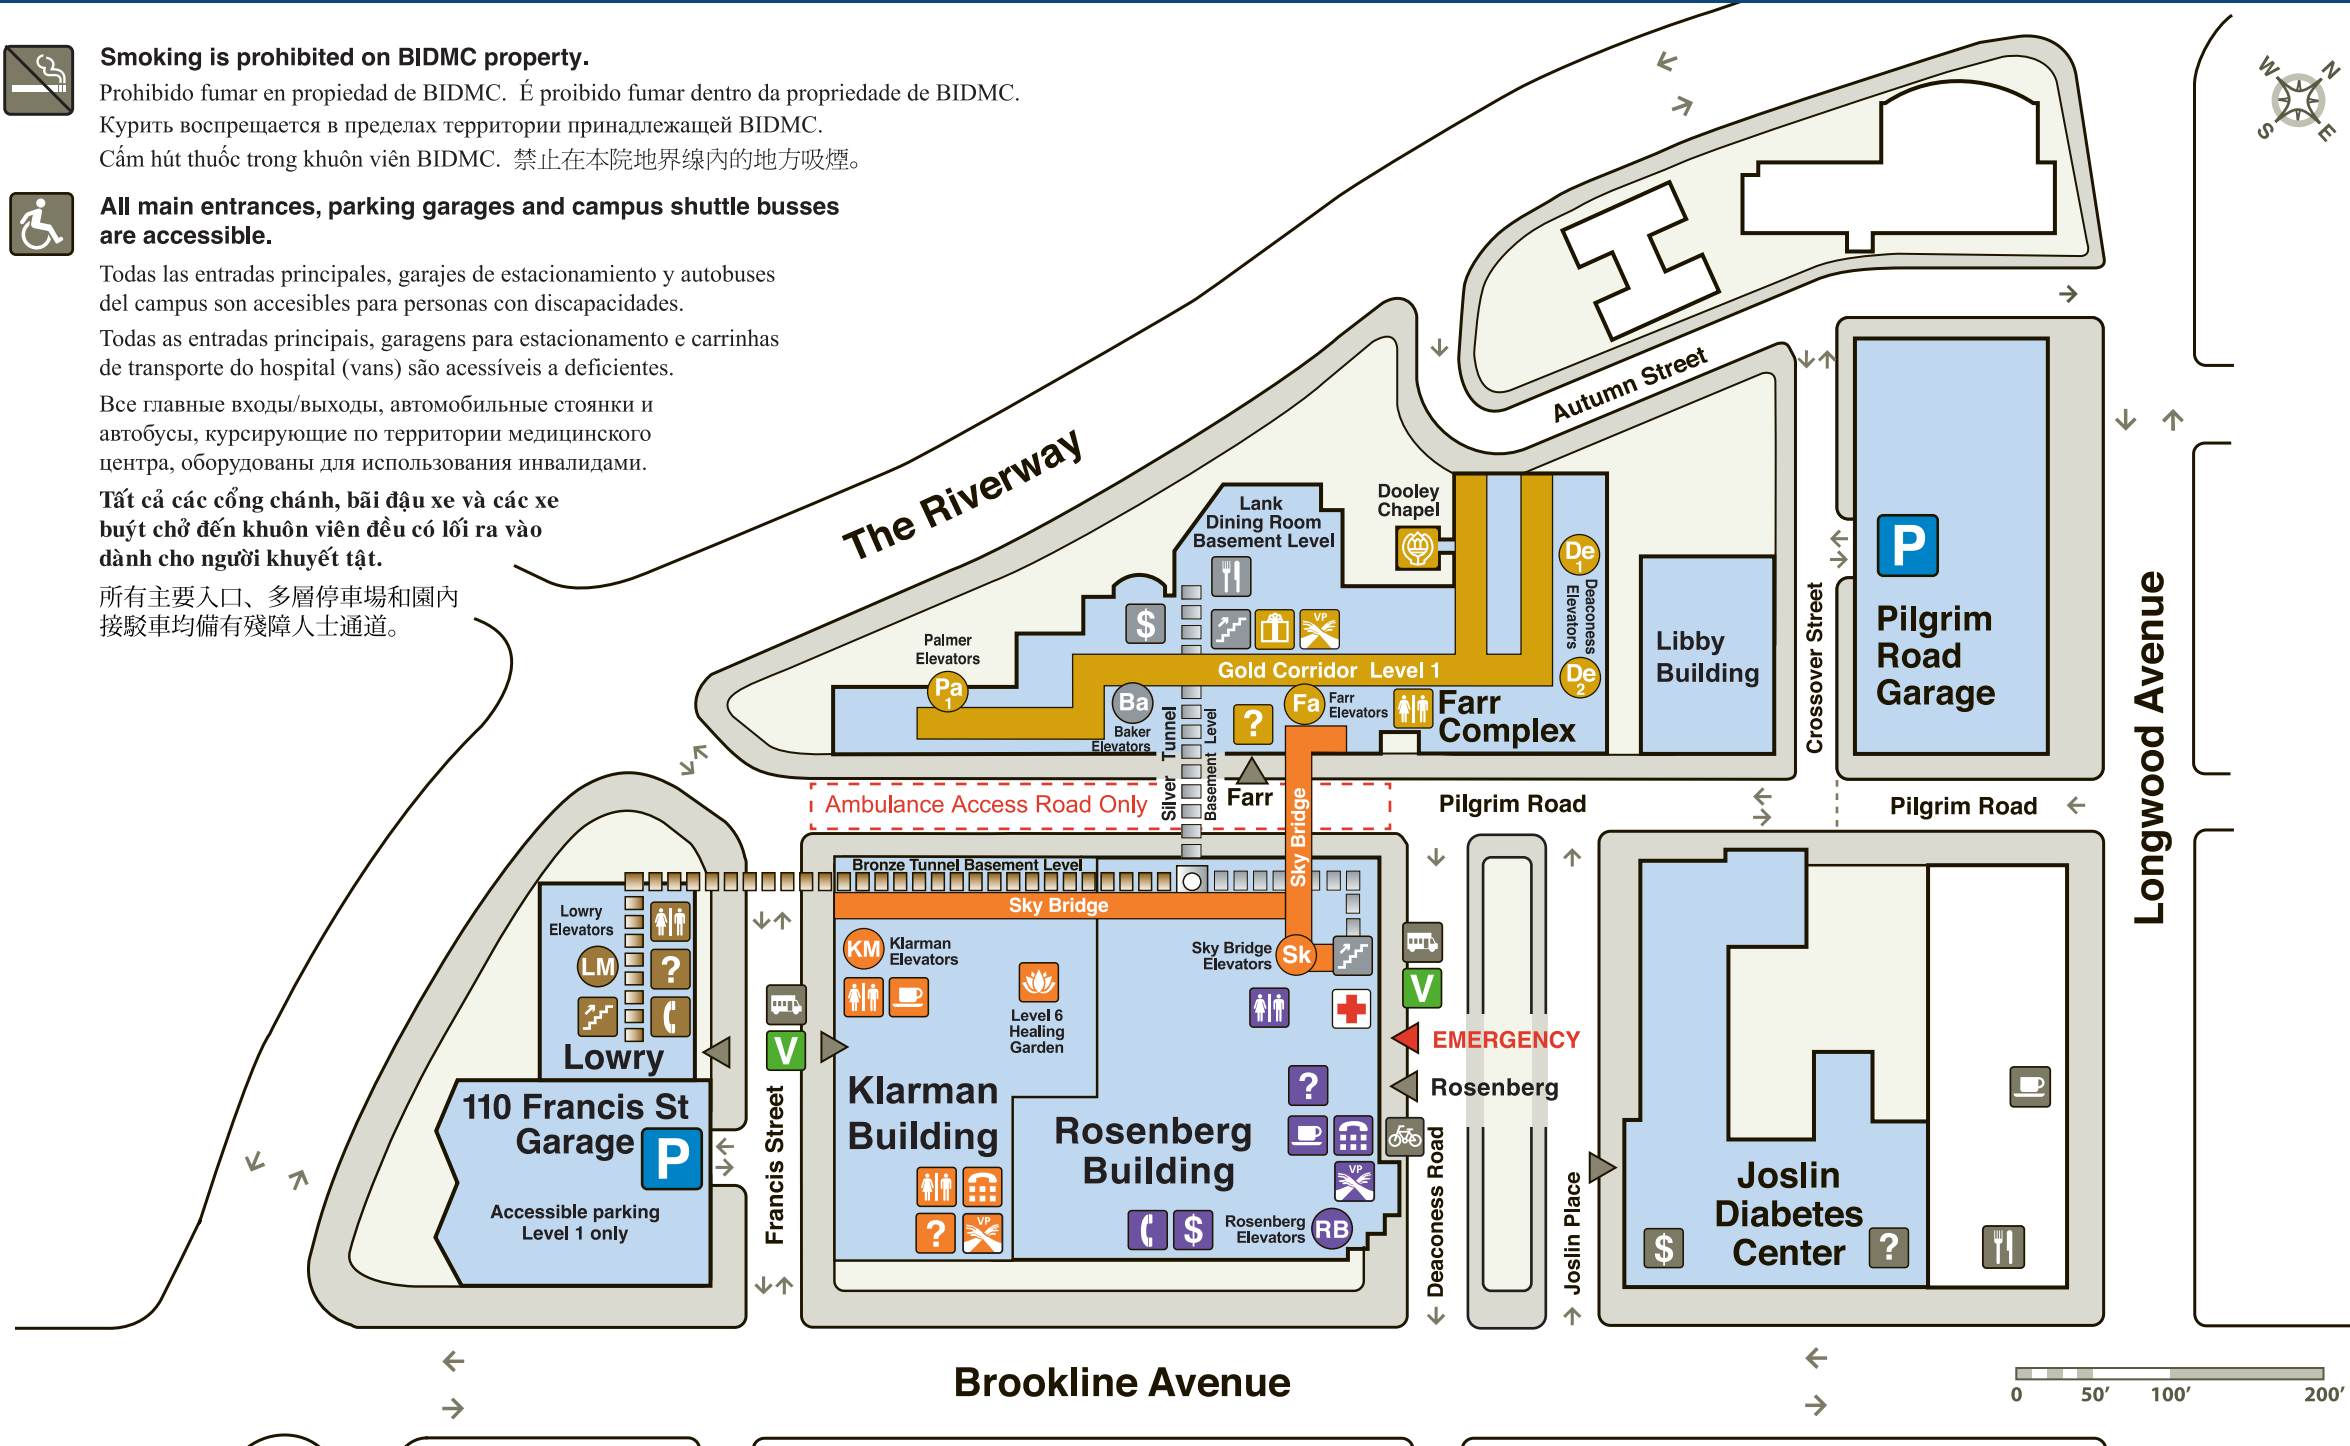 Smoking is prohibited on BIDMC property.
Prohibido fumar en propiedad de BIDMC. É proibido fumar dentro da propriedade de BIDMC.
Курить воспрещается в пределах территории принадлежащей BIDMC.
Cấm hút thuốc trong khuôn viên BIDMC. 禁止在本院地界缐內的地方吸煙。
All main entrances, parking garages and campus shuttle busses
are accessible.
Todas las entradas principales, garajes de estacionamiento y autobuses
del campus son accesibles para personas con discapacidades.
Todas as entradas principais, garagens para estacionamento e carrinhas
de transporte do hospital (vans) são acessíveis a deficientes.
Все главные входы/выходы, автомобильные стоянки и
автобусы, курсирующие по территории медицинского
центра, оборудованы для использования инвалидами.
Tất cả các cổng chánh, bãi đậu xe và các xe
buýt chở đến khuôn viên đều có lối ra vào
dành cho người khuyết tật.
所有主要入口、多層停車場和園內
接駁車均備有殘障人士通道。
W N
S E
The Riverway
Autumn Street
Lank
Dining Room
Basement Level
Dooley
Chapel
De 1
Deaconess
Elevators
De 2
$
VP
Palmer
Elevators
Pa 1
Gold Corridor Level 1
Ba
Baker
Elevators
Silver Tunnel
Basement Level
?
Fa
Farr
Elevators
Farr
Complex
Libby
Building
Crossover Street
P
Pilgrim
Road
Garage
Longwood Avenue
Ambulance Access Road Only
Farr
Sky Bridge
Pilgrim Road
Pilgrim Road
Bronze Tunnel Basement Level
Sky Bridge
Lowry
Elevators
LM
?
Lowry
110 Francis St
Garage
P
Accessible parking
Level 1 only
V
Francis Street
KM
Klarman
Elevators
Level 6
Healing
Garden
Klarman
Building
?
VP
Sky Bridge
Elevators
Sk
V
EMERGENCY
?
Rosenberg
Rosenberg
Building
VP
$
Rosenberg
Elevators
RB
Deaconess Road
Joslin Place
Joslin
Diabetes
Center
$
?
Brookline Avenue
0 50′ 100′ 200′